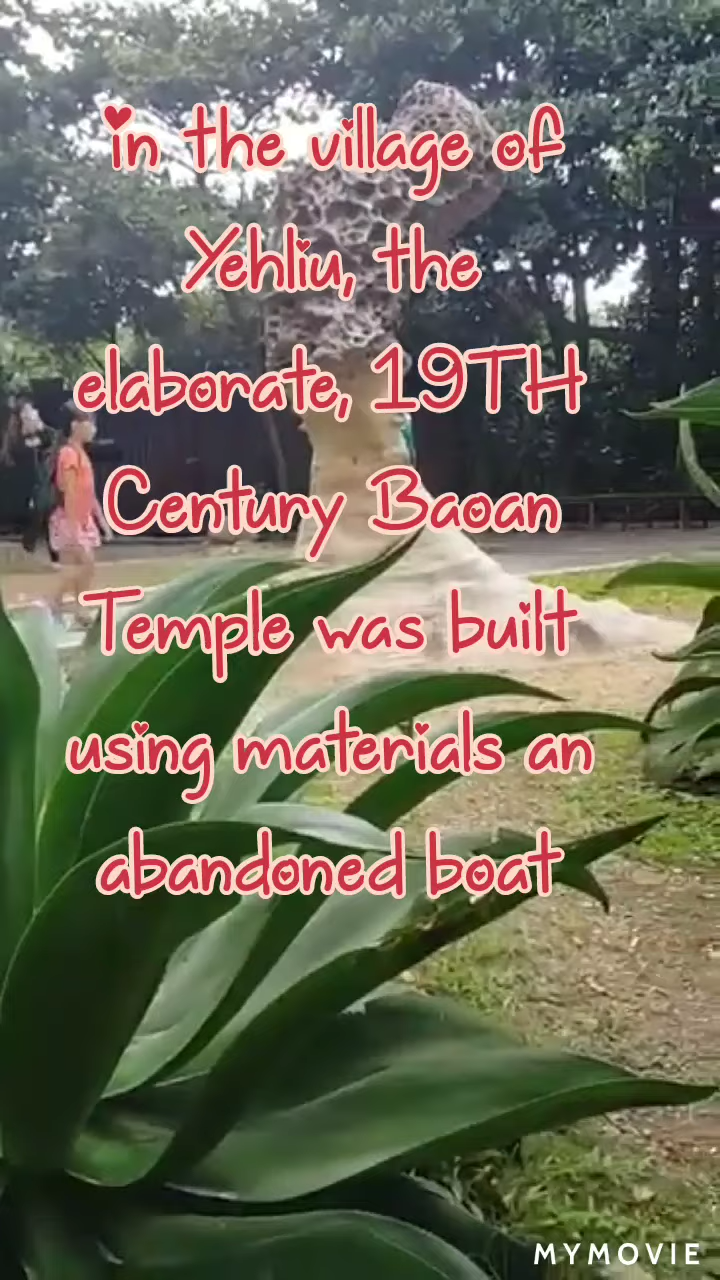 in the village of
Yehliu, the
elaborate, 19TH
Century Baoan
Temple was built
using materials an
abandoned boat
MYMOVIE